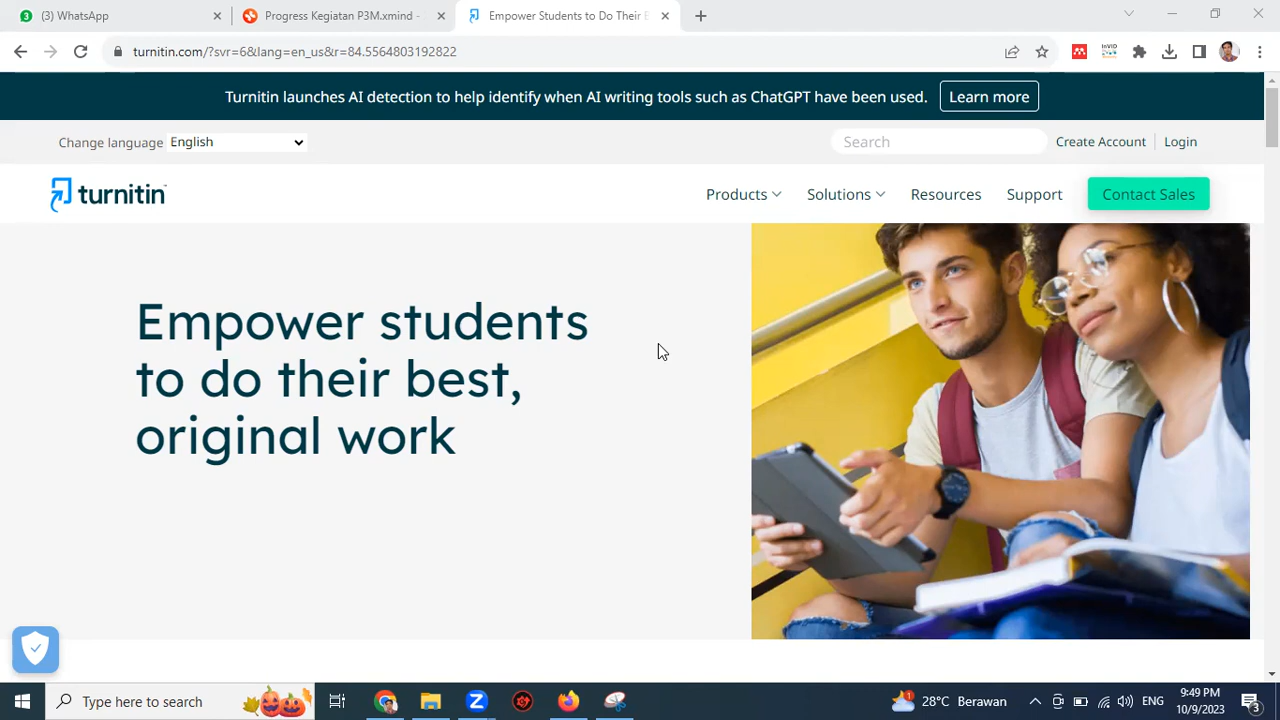 (3) WhatsApp
Progress Kegiatan P3M.xmind -
Empower Students to Do Their B
turnitin.com/?svr=6&lang=en_us&r=84.5564803192822
InVID
Turnitin launches AI detection to help identify when AI writing tools such as ChatGPT have been used.
Learn more
Change language
English
Search
Create Account
Login
turnitin
Products
Solutions
Resources
Support
Contact Sales
Empower students
to do their best,
original work
Type here to search
28°C Berawan
ENG
9:49 PM
10/9/2023
3